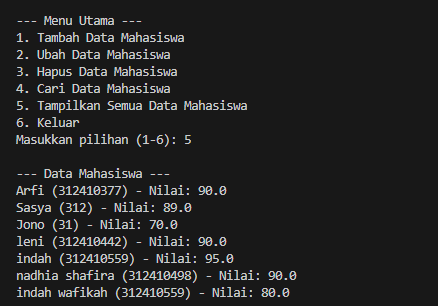 --- Menu Utama ---
1. Tambah Data Mahasiswa
2. Ubah Data Mahasiswa
3. Hapus Data Mahasiswa
4. Cari Data Mahasiswa
5. Tampilkan Semua Data Mahasiswa
6. Keluar
Masukkan pilihan (1-6): 5

--- Data Mahasiswa ---
Arfi (312410377) - Nilai: 90.0
Sasya (312) - Nilai: 89.0
Jono (31) - Nilai: 70.0
leni (312410442) - Nilai: 90.0
indah (312410559) - Nilai: 95.0
nadhia shafira (312410498) - Nilai: 90.0
indah wafikah (312410559) - Nilai: 80.0